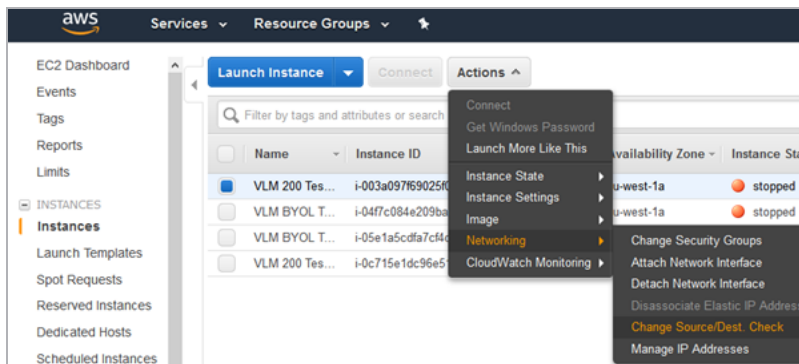 aws Services Resource Groups
EC2 Dashboard
Events
Tags
Reports
Limits
INSTANCES
Instances
Launch Templates
Spot Requests
Reserved Instances
Dedicated Hosts
Scheduled Instances
Launch Instance Connect Actions
Filter by tags and attributes or search
Name Instance ID Availability Zone Instance Sta
VLM 200 Tes... i-003a097f69025f u-west-1a stopped
VLM BYOL T... i-04f7c084e209ba u-west-1a stopped
VLM BYOL T... i-05e1a5cdfa7cf4
VLM 200 Tes... i-0c715e1dc96e5
Connect
Get Windows Password
Launch More Like This
Instance State
Instance Settings
Image
Networking
CloudWatch Monitoring
Change Security Groups
Attach Network Interface
Detach Network Interface
Disassociate Elastic IP Address
Change Source/Dest. Check
Manage IP Addresses